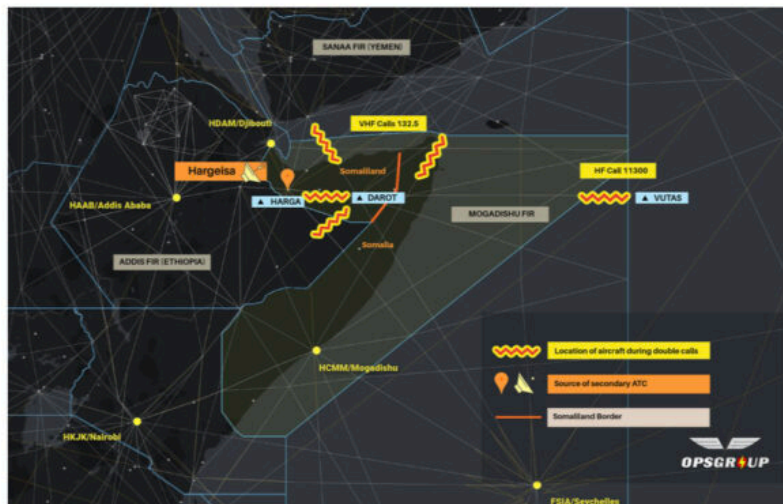 SANAA FIR (YEMEN)
HDAM/Djibouti
VHF Calls 132.5
Hargeisa
Somaliland
HF Call 11300
HAAB/Addis Ababa
▲ HARGA
▲ DAROT
▲ VUTAS
MOGADISHU FIR
Somalia
ADDIS FIR (ETHIOPIA)
Location of aircraft during double calls
HCMM/Mogadishu
Source of secondary ATC
Somaliland Border
HKJK/Nairobi
OPSGROUP
FSIA/Seychelles